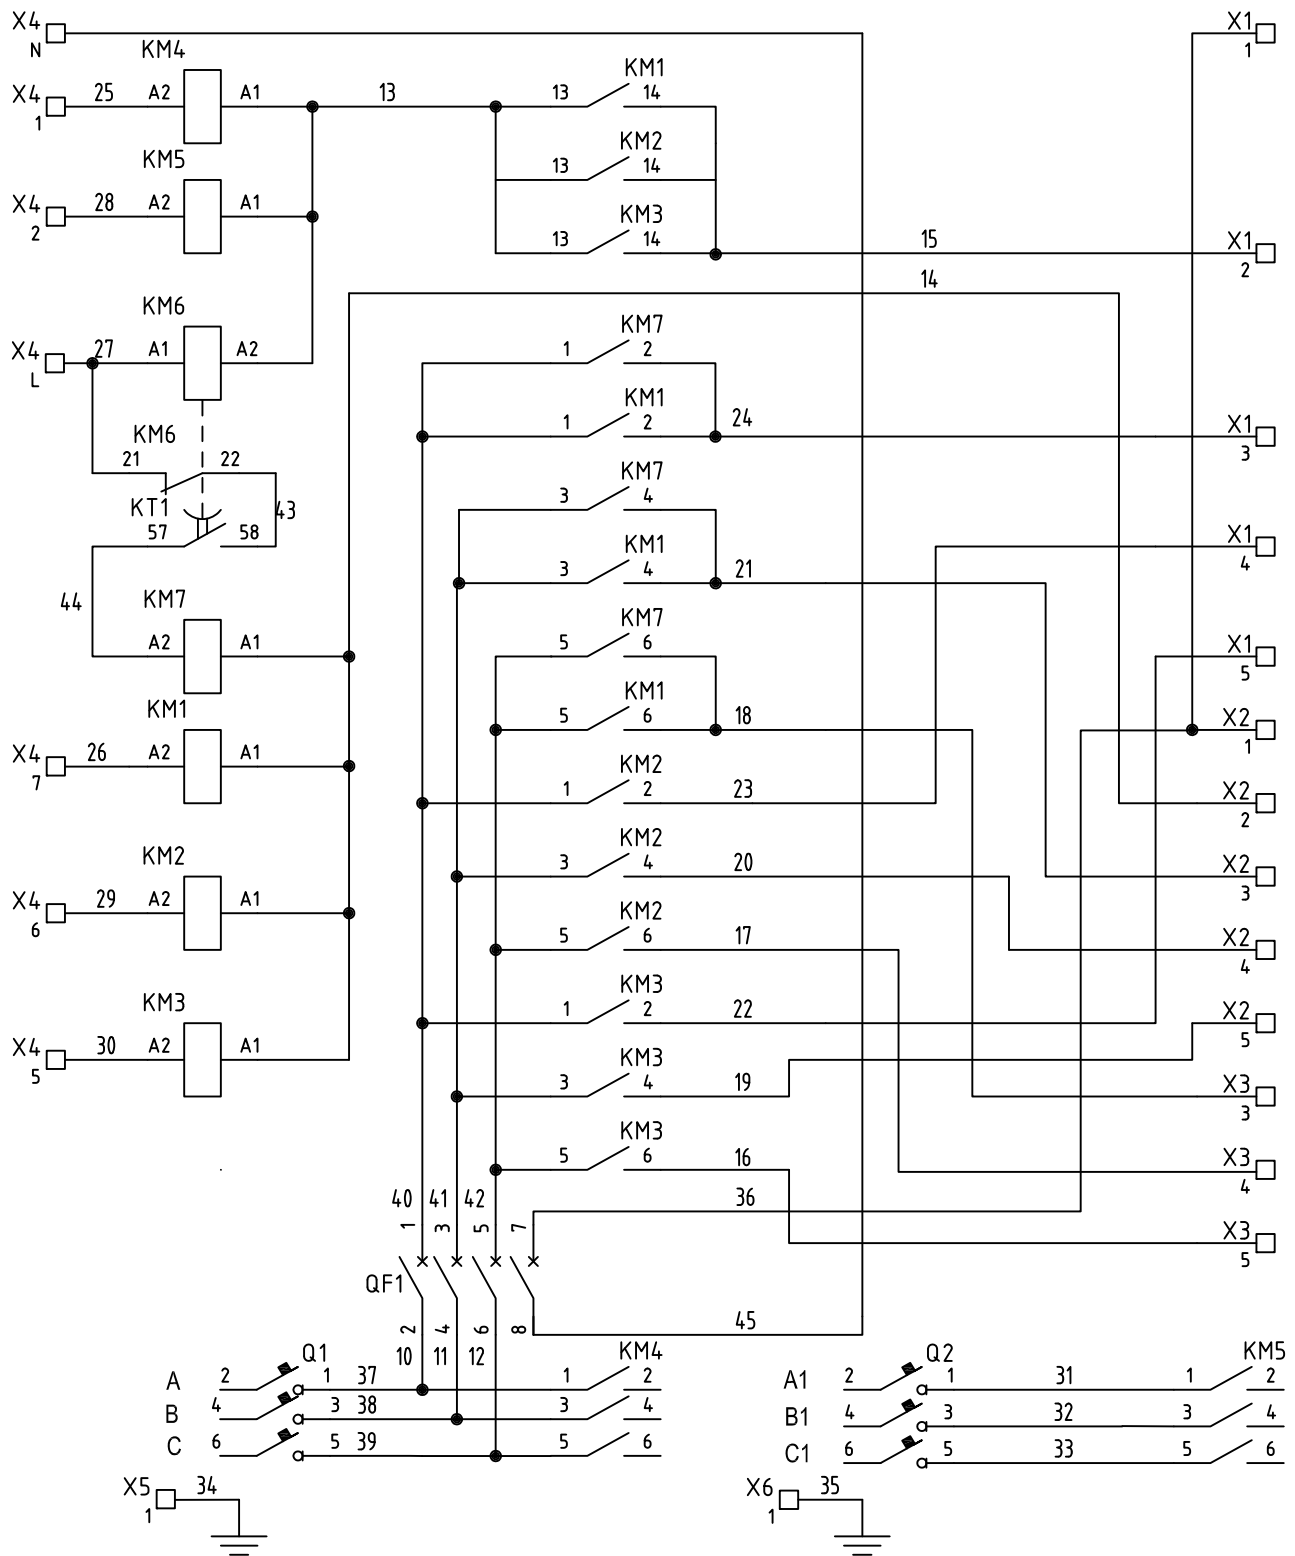 X4 X1
N 1
KM4 KM1
X4 25 A2 A1 13 13 14
1
KM5 KM2
13 14
X4 28 A2 A1 KM3
2 13 14 15 X1
2
14
KM6 KM7
X4 27 A1 A2 1 2
L
KM1
1 2 24 X1
3
KM6
21 22 KM7
KT1 43 3 4
57 58 KM1 X1
3 4 21 4
44 KM7 KM7
A2 A1 5 6 X1
5
KM1 KM1
5 6 18 X2
1
X4 26 A2 A1 KM2
7 1 2 23 X2
2
KM2 KM2
3 4 20 X2
3
X4 29 A2 A1 KM2
6 5 6 17 X2
4
KM3 KM3
1 2 22 X2
5
X4 30 A2 A1 KM3
5 3 4 19 X3
3
KM3
5 6 16 X3
4
40 41 42 36
1 3 5 7 X3
5
QF1
2 4 6 8 45
10 11 12
Q1 KM4 Q2 KM5
A 2 1 37 1 2 A1 2 1 31 1 2
B 4 3 38 3 4 B1 4 3 32 3 4
C 6 5 39 5 6 C1 6 5 33 5 6
X5 34 X6 35
1 1